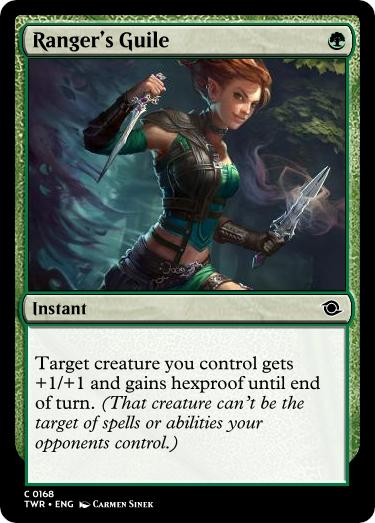 Ranger's Guile
Instant
Target creature you control gets
+1/+1 and gains hexproof until end
of turn. (That creature can't be the
target of spells or abilities your
opponents control.)
C 0168
TWR • ENG Carmen Sinek